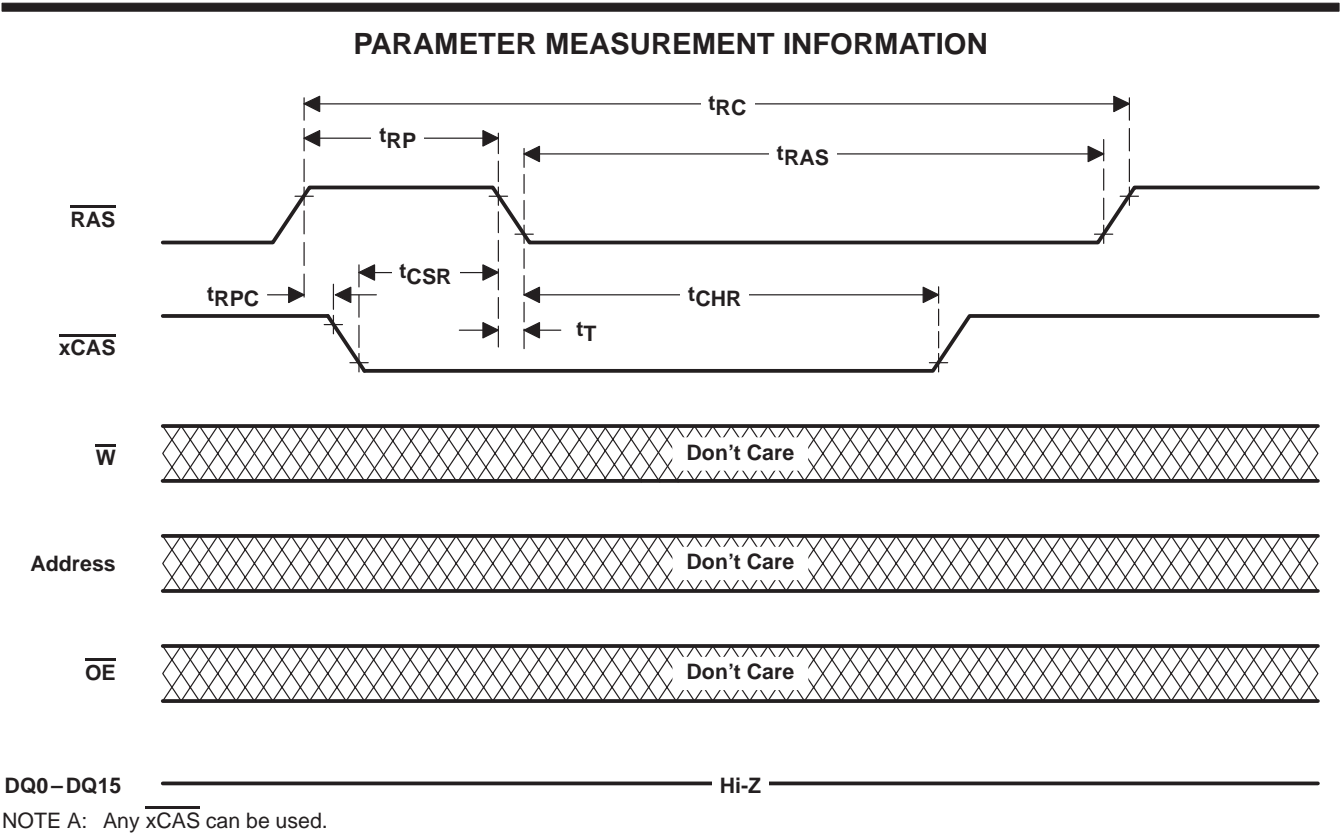 PARAMETER MEASUREMENT INFORMATION
tRC
tRP
tRAS
RAS
tCSR
tRPC
tCHR
tT
xCAS
W
Don't Care
Address
Don't Care
OE
Don't Care
DQ0–DQ15
Hi-Z
NOTE A: Any xCAS can be used.